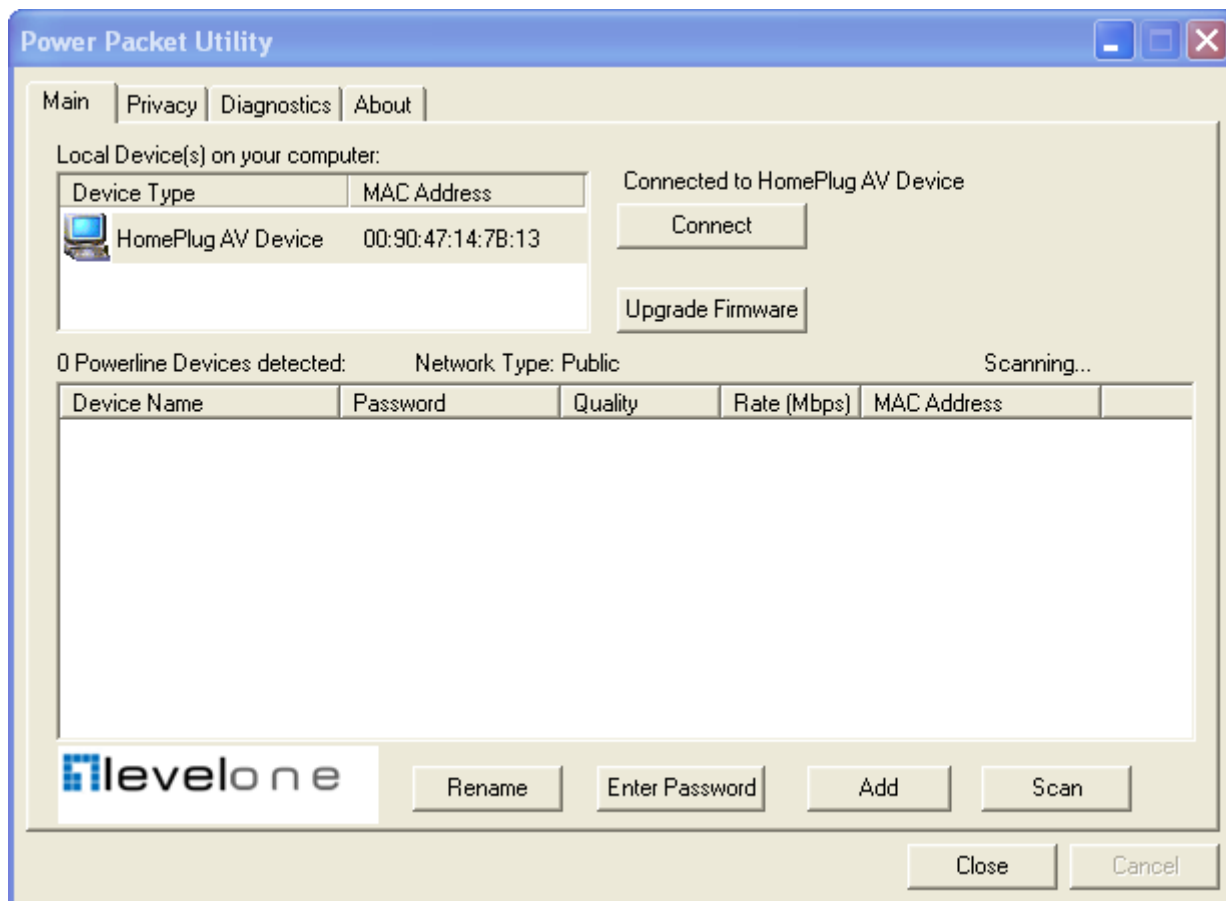 Power Packet Utility
Main Privacy Diagnostics About
Local Device(s) on your computer:
Device Type MAC Address
HomePlug AV Device 00:90:47:14:7B:13
Connected to HomePlug AV Device
Connect
Upgrade Firmware
0 Powerline Devices detected: Network Type: Public Scanning...
Device Name Password Quality Rate (Mbps) MAC Address
levelone
Rename Enter Password Add Scan
Close Cancel